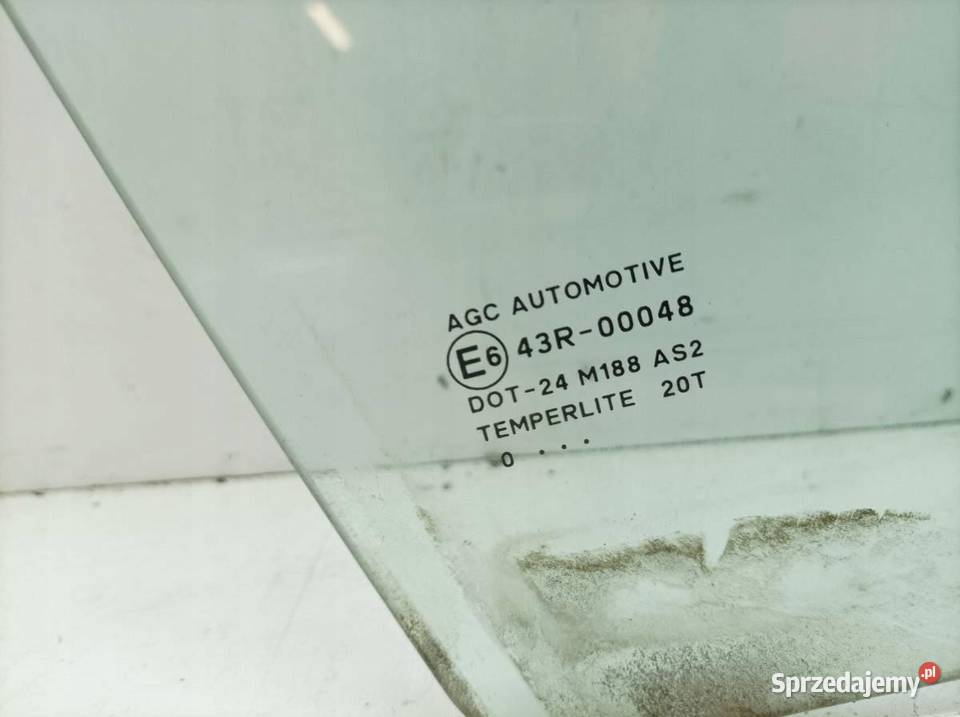 AGC AUTOMOTIVE
E6 43R-00048
DOT-24 M188 AS2
TEMPERLITE 20T
0 . . .
Sprzedajemy.pl